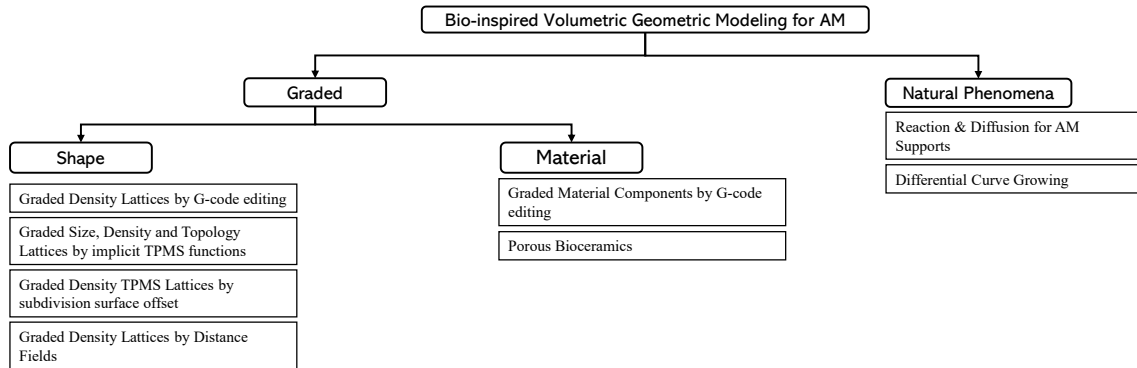 Bio-inspired Volumetric Geometric Modeling for AM
Graded
Natural Phenomena
Reaction & Diffusion for AM
Supports
Differential Curve Growing
Shape
Material
Graded Density Lattices by G-code editing
Graded Size, Density and Topology
Lattices by implicit TPMS functions
Graded Density TPMS Lattices by
subdivision surface offset
Graded Density Lattices by Distance
Fields
Graded Material Components by G-code
editing
Porous Bioceramics